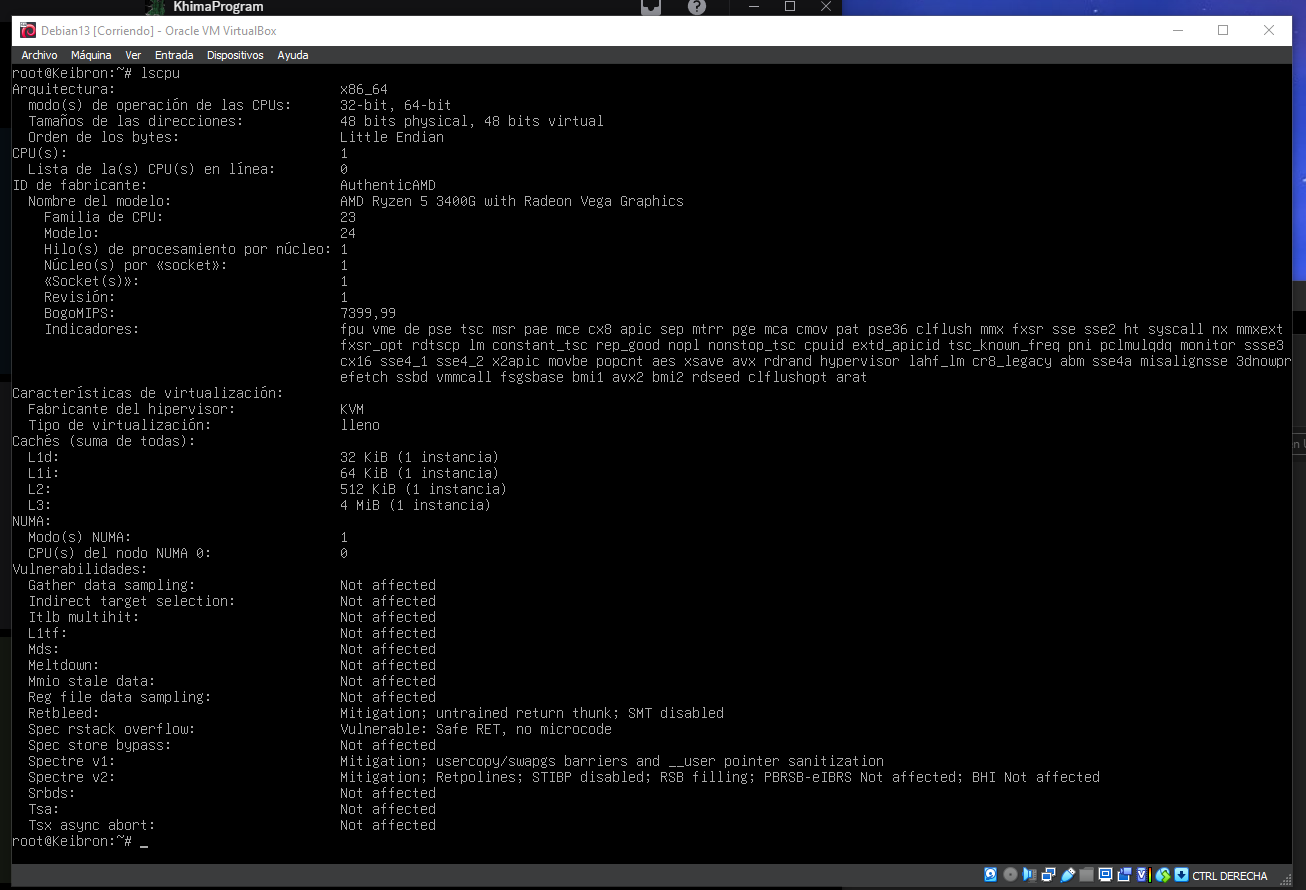 KhimaProgram
Debian13 [Corriendo] - Oracle VM VirtualBox
Archivo Máquina Ver Entrada Dispositivos Ayuda
root@Keibron:~# lscpu
Arquitectura: x86_64
modo(s) de operación de las CPUs: 32-bit, 64-bit
Tamaños de las direcciones: 48 bits physical, 48 bits virtual
Orden de los bytes: Little Endian
CPU(s): 1
Lista de la(s) CPU(s) en línea: 0
ID de fabricante: AuthenticAMD
Nombre del modelo: AMD Ryzen 5 3400G with Radeon Vega Graphics
Familia de CPU: 23
Modelo: 24
Hilo(s) de procesamiento por núcleo: 1
Núcleo(s) por «socket»: 1
«Socket(s)»: 1
Revisión: 1
BogoMIPS: 7399,99
Indicadores: fpu vme de pse tsc msr pae mce cx8 apic sep mtrr pge mca cmov pat pse36 clflush mmx fxsr sse sse2 ht syscall nx mmxext
fxsr_opt rdtscp lm constant_tsc rep_good nopl nonstop_tsc cpuid extd_apicid tsc_known_freq pni pclmulqdq monitor ssse3
cx16 sse4_1 sse4_2 x2apic movbe popcnt aes xsave avx rdrand hypervisor lahf_lm cr8_legacy abm sse4a misalignsse 3dnowpr
efetch ssbd vmmcall fsgsbase bmi1 avx2 bmi2 rdseed clflushopt arat
Características de virtualización:
Fabricante del hipervisor: KVM
Tipo de virtualización: lleno
Cachés (suma de todas):
L1d: 32 KiB (1 instancia)
L1i: 64 KiB (1 instancia)
L2: 512 KiB (1 instancia)
L3: 4 MiB (1 instancia)
NUMA:
Modo(s) NUMA: 1
CPU(s) del nodo NUMA 0: 0
Vulnerabilidades:
Gather data sampling: Not affected
Indirect target selection: Not affected
Itlb multihit: Not affected
L1tf: Not affected
Mds: Not affected
Meltdown: Not affected
Mmio stale data: Not affected
Reg file data sampling: Not affected
Retbleed: Mitigation; untrained return thunk; SMT disabled
Spec rstack overflow: Vulnerable: Safe RET, no microcode
Spec store bypass: Not affected
Spectre v1: Mitigation; usercopy/swapgs barriers and __user pointer sanitization
Spectre v2: Mitigation; Retpolines; STIBP disabled; RSB filling; PBRSB-eIBRS Not affected; BHI Not affected
Srbds: Not affected
Tsa: Not affected
Tsx async abort: Not affected
root@Keibron:~# _
CTRL DERECHA